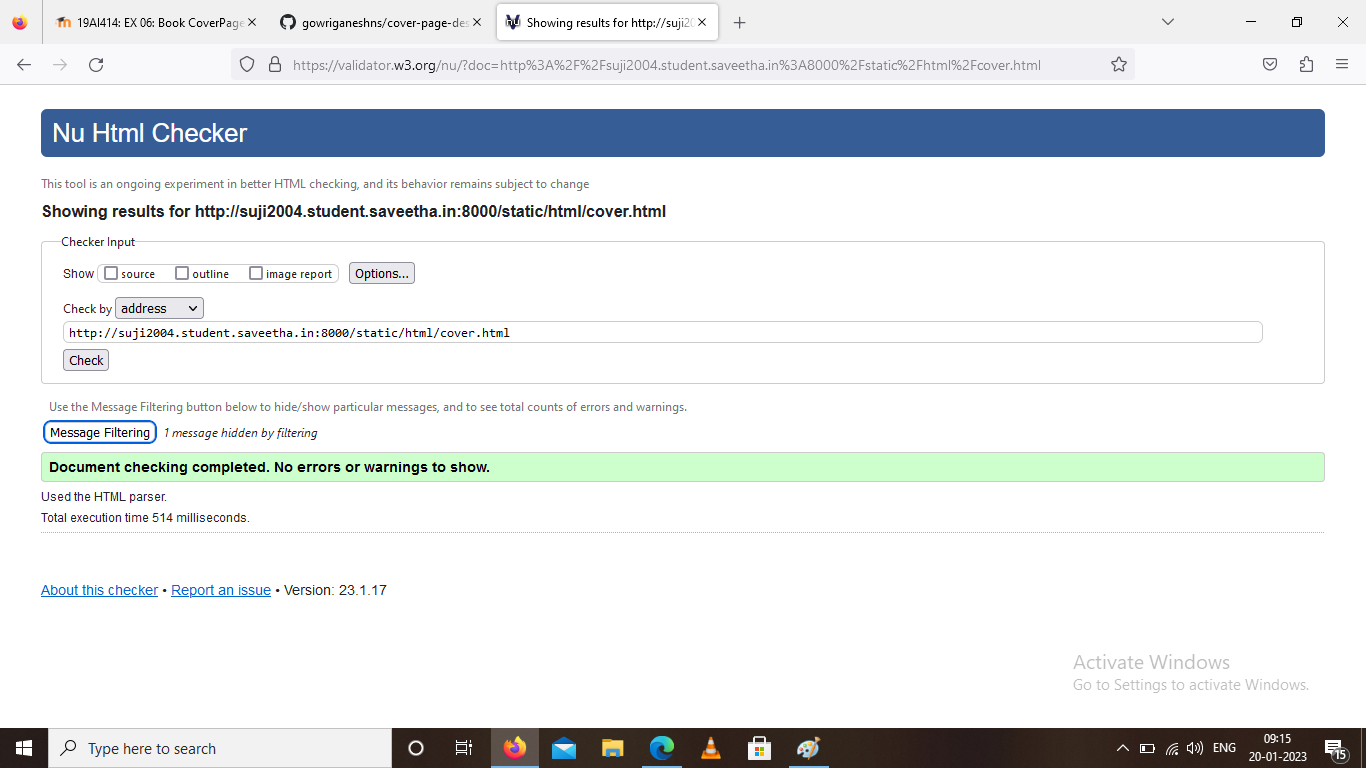 19AI414: EX 06: Book CoverPage
gowriganeshns/cover-page-des
Showing results for http://suji20
https://validator.w3.org/nu/?doc=http%3A%2F%2Fsuji2004.student.saveetha.in%3A8000%2Fstatic%2Fhtml%2Fcover.html
Nu Html Checker
This tool is an ongoing experiment in better HTML checking, and its behavior remains subject to change
Showing results for http://suji2004.student.saveetha.in:8000/static/html/cover.html
Checker Input
Show source outline image report Options...
Check by address
http://suji2004.student.saveetha.in:8000/static/html/cover.html
Check
Use the Message Filtering button below to hide/show particular messages, and to see total counts of errors and warnings.
Message Filtering 1 message hidden by filtering
Document checking completed. No errors or warnings to show.
Used the HTML parser.
Total execution time 514 milliseconds.
About this checker • Report an issue • Version: 23.1.17
Activate Windows
Go to Settings to activate Windows.
Type here to search
ENG
09:15
20-01-2023
15